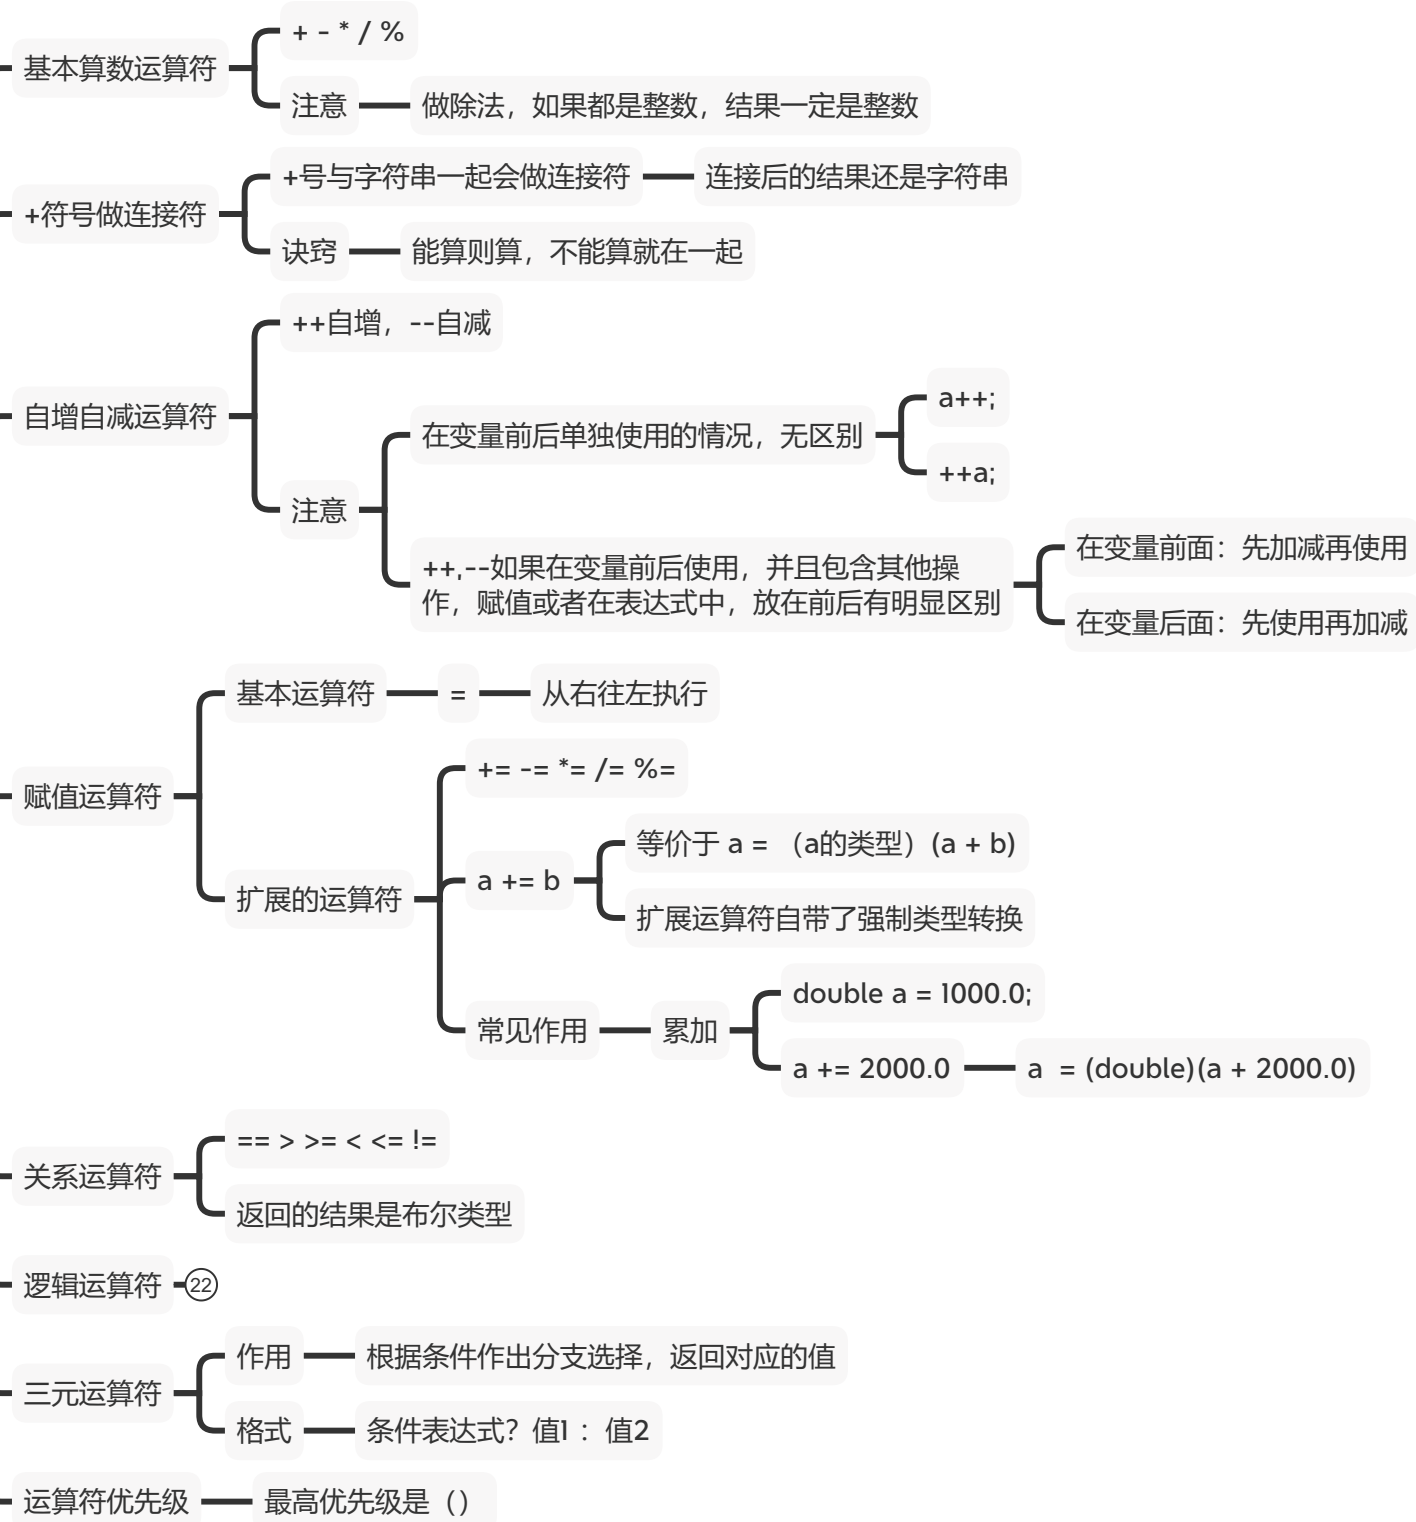 基本算数运算符
+ - * / %
注意
做除法，如果都是整数，结果一定是整数
+符号做连接符
+号与字符串一起会做连接符
连接后的结果还是字符串
诀窍
能算则算，不能算就在一起
自增自减运算符
++自增，--自减
注意
在变量前后单独使用的情况，无区别
a++;
++a;
++,--如果在变量前后使用，并且包含其他操
作，赋值或者在表达式中，放在前后有明显区别
在变量前面：先加减再使用
在变量后面：先使用再加减
赋值运算符
基本运算符
=
从右往左执行
扩展的运算符
+= -= *= /= %=
a += b
等价于 a = （a的类型）(a + b)
扩展运算符自带了强制类型转换
常见作用
累加
double a = 1000.0;
a += 2000.0
a  = (double)(a + 2000.0)
关系运算符
== > >= < <= !=
返回的结果是布尔类型
逻辑运算符
22
三元运算符
作用
根据条件作出分支选择，返回对应的值
格式
条件表达式？值1 ：值2
运算符优先级
最高优先级是（）